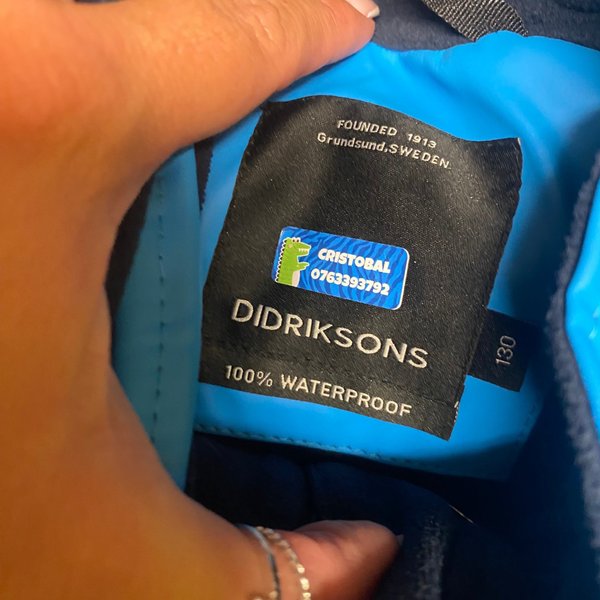 FOUNDED 1913
Grundsund, SWEDEN
CRISTOBAL
0763393792
DIDRIKSONS
130
100% WATERPROOF